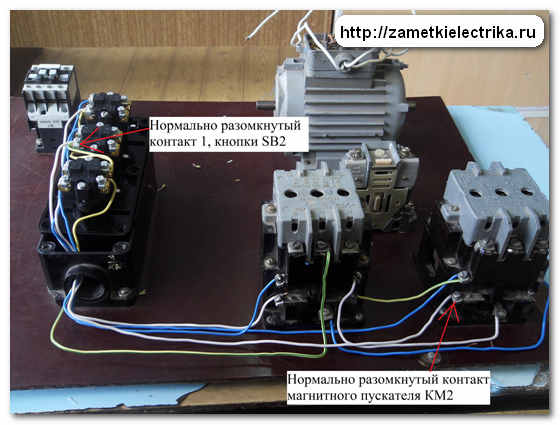 http://zametkielectrika.ru
Нормально разомкнутый
контакт 1, кнопки SB2
Нормально разомкнутый контакт
магнитного пускателя КМ2